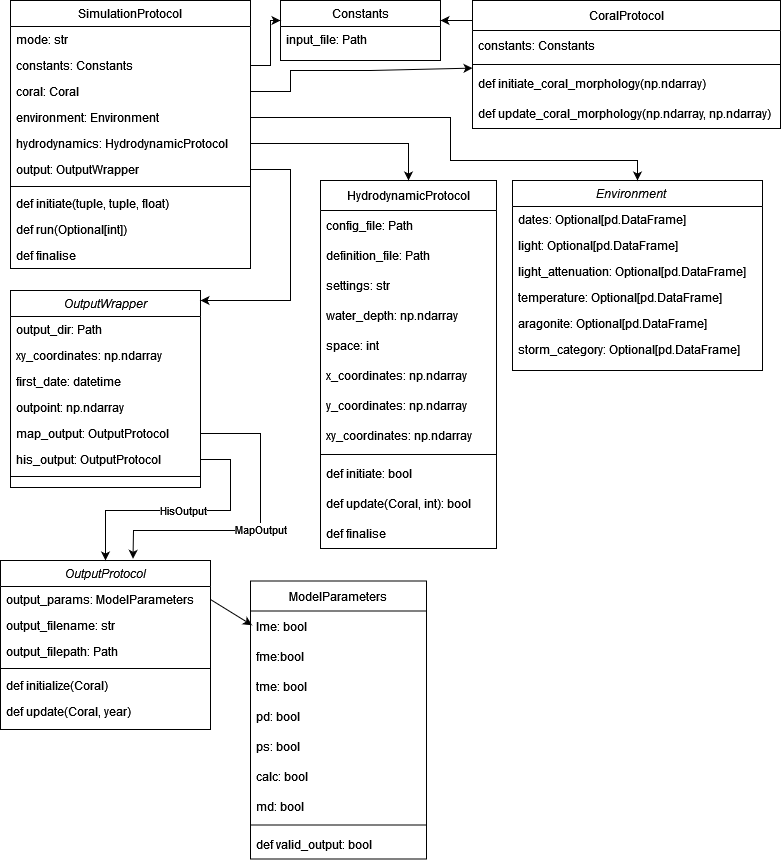 SimulationProtocol
mode: str
constants: Constants
coral: Coral
environment: Environment
hydrodynamics: HydrodynamicProtocol
output: OutputWrapper
def initiate(tuple, tuple, float)
def run(Optional[int])
def finalise
Constants
input_file: Path
CoralProtocol
constants: Constants
def initiate_coral_morphology(np.ndarray)
def update_coral_morphology(np.ndarray, np.ndarray)
HydrodynamicProtocol
config_file: Path
definition_file: Path
settings: str
water_depth: np.ndarray
space: int
x_coordinates: np.ndarray
y_coordinates: np.ndarray
xy_coordinates: np.ndarray
def initiate: bool
def update(Coral, int): bool
def finalise
Environment
dates: Optional[pd.DataFrame]
light: Optional[pd.DataFrame]
light_attenuation: Optional[pd.DataFrame]
temperature: Optional[pd.DataFrame]
aragonite: Optional[pd.DataFrame]
storm_category: Optional[pd.DataFrame]
OutputWrapper
output_dir: Path
xy_coordinates: np.ndarray
first_date: datetime
outpoint: np.ndarray
map_output: OutputProtocol
his_output: OutputProtocol
HisOutput
MapOutput
OutputProtocol
output_params: ModelParameters
output_filename: str
output_filepath: Path
def initialize(Coral)
def update(Coral, year)
ModelParameters
lme: bool
fme:bool
tme: bool
pd: bool
ps: bool
calc: bool
md: bool
def valid_output: bool